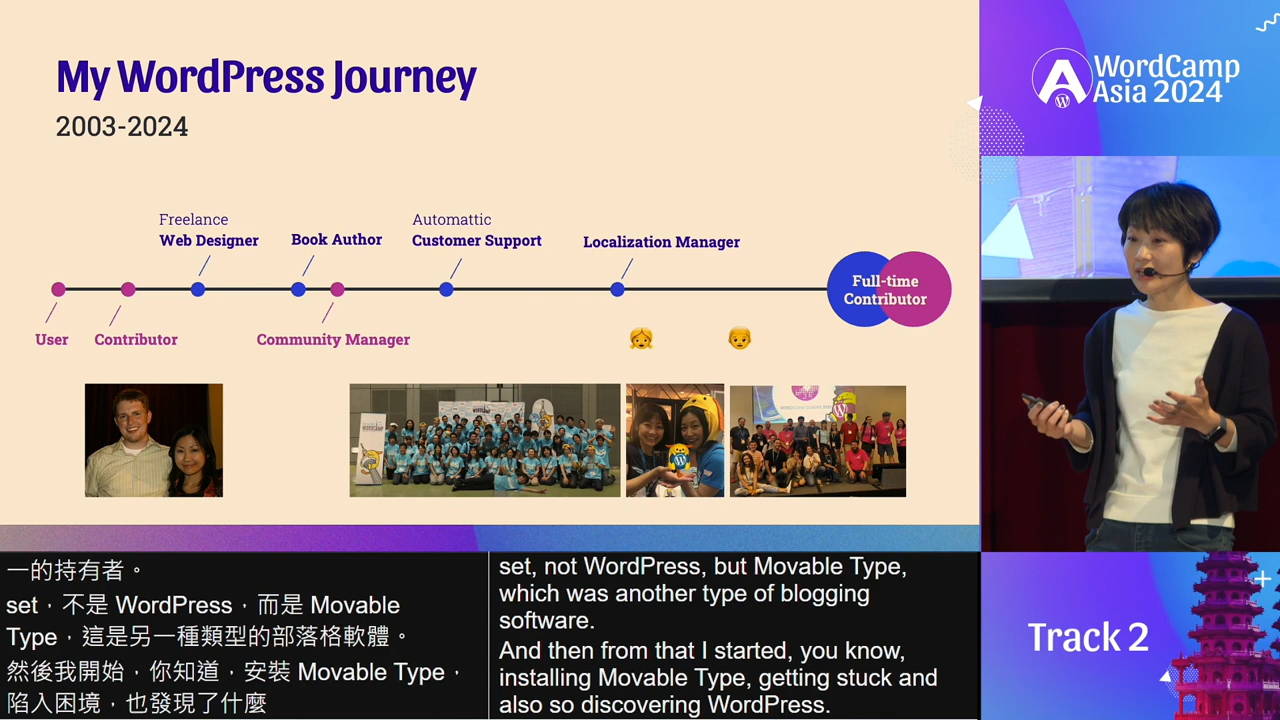 My WordPress Journey
2003-2024
Freelance
Web Designer
Book Author
Automattic
Customer Support
Localization Manager
Full-time
Contributor
User
Contributor
Community Manager
WordCamp
Asia 2024
Track 2
一的持有者。
set，不是 WordPress，而是 Movable
Type，這是另一種類型的部落格軟體。
然後我開始，你知道，安裝 Movable Type，
陷入困境，也發現了什麼
set, not WordPress, but Movable Type,
which was another type of blogging
software.
And then from that I started, you know,
installing Movable Type, getting stuck and
also so discovering WordPress.